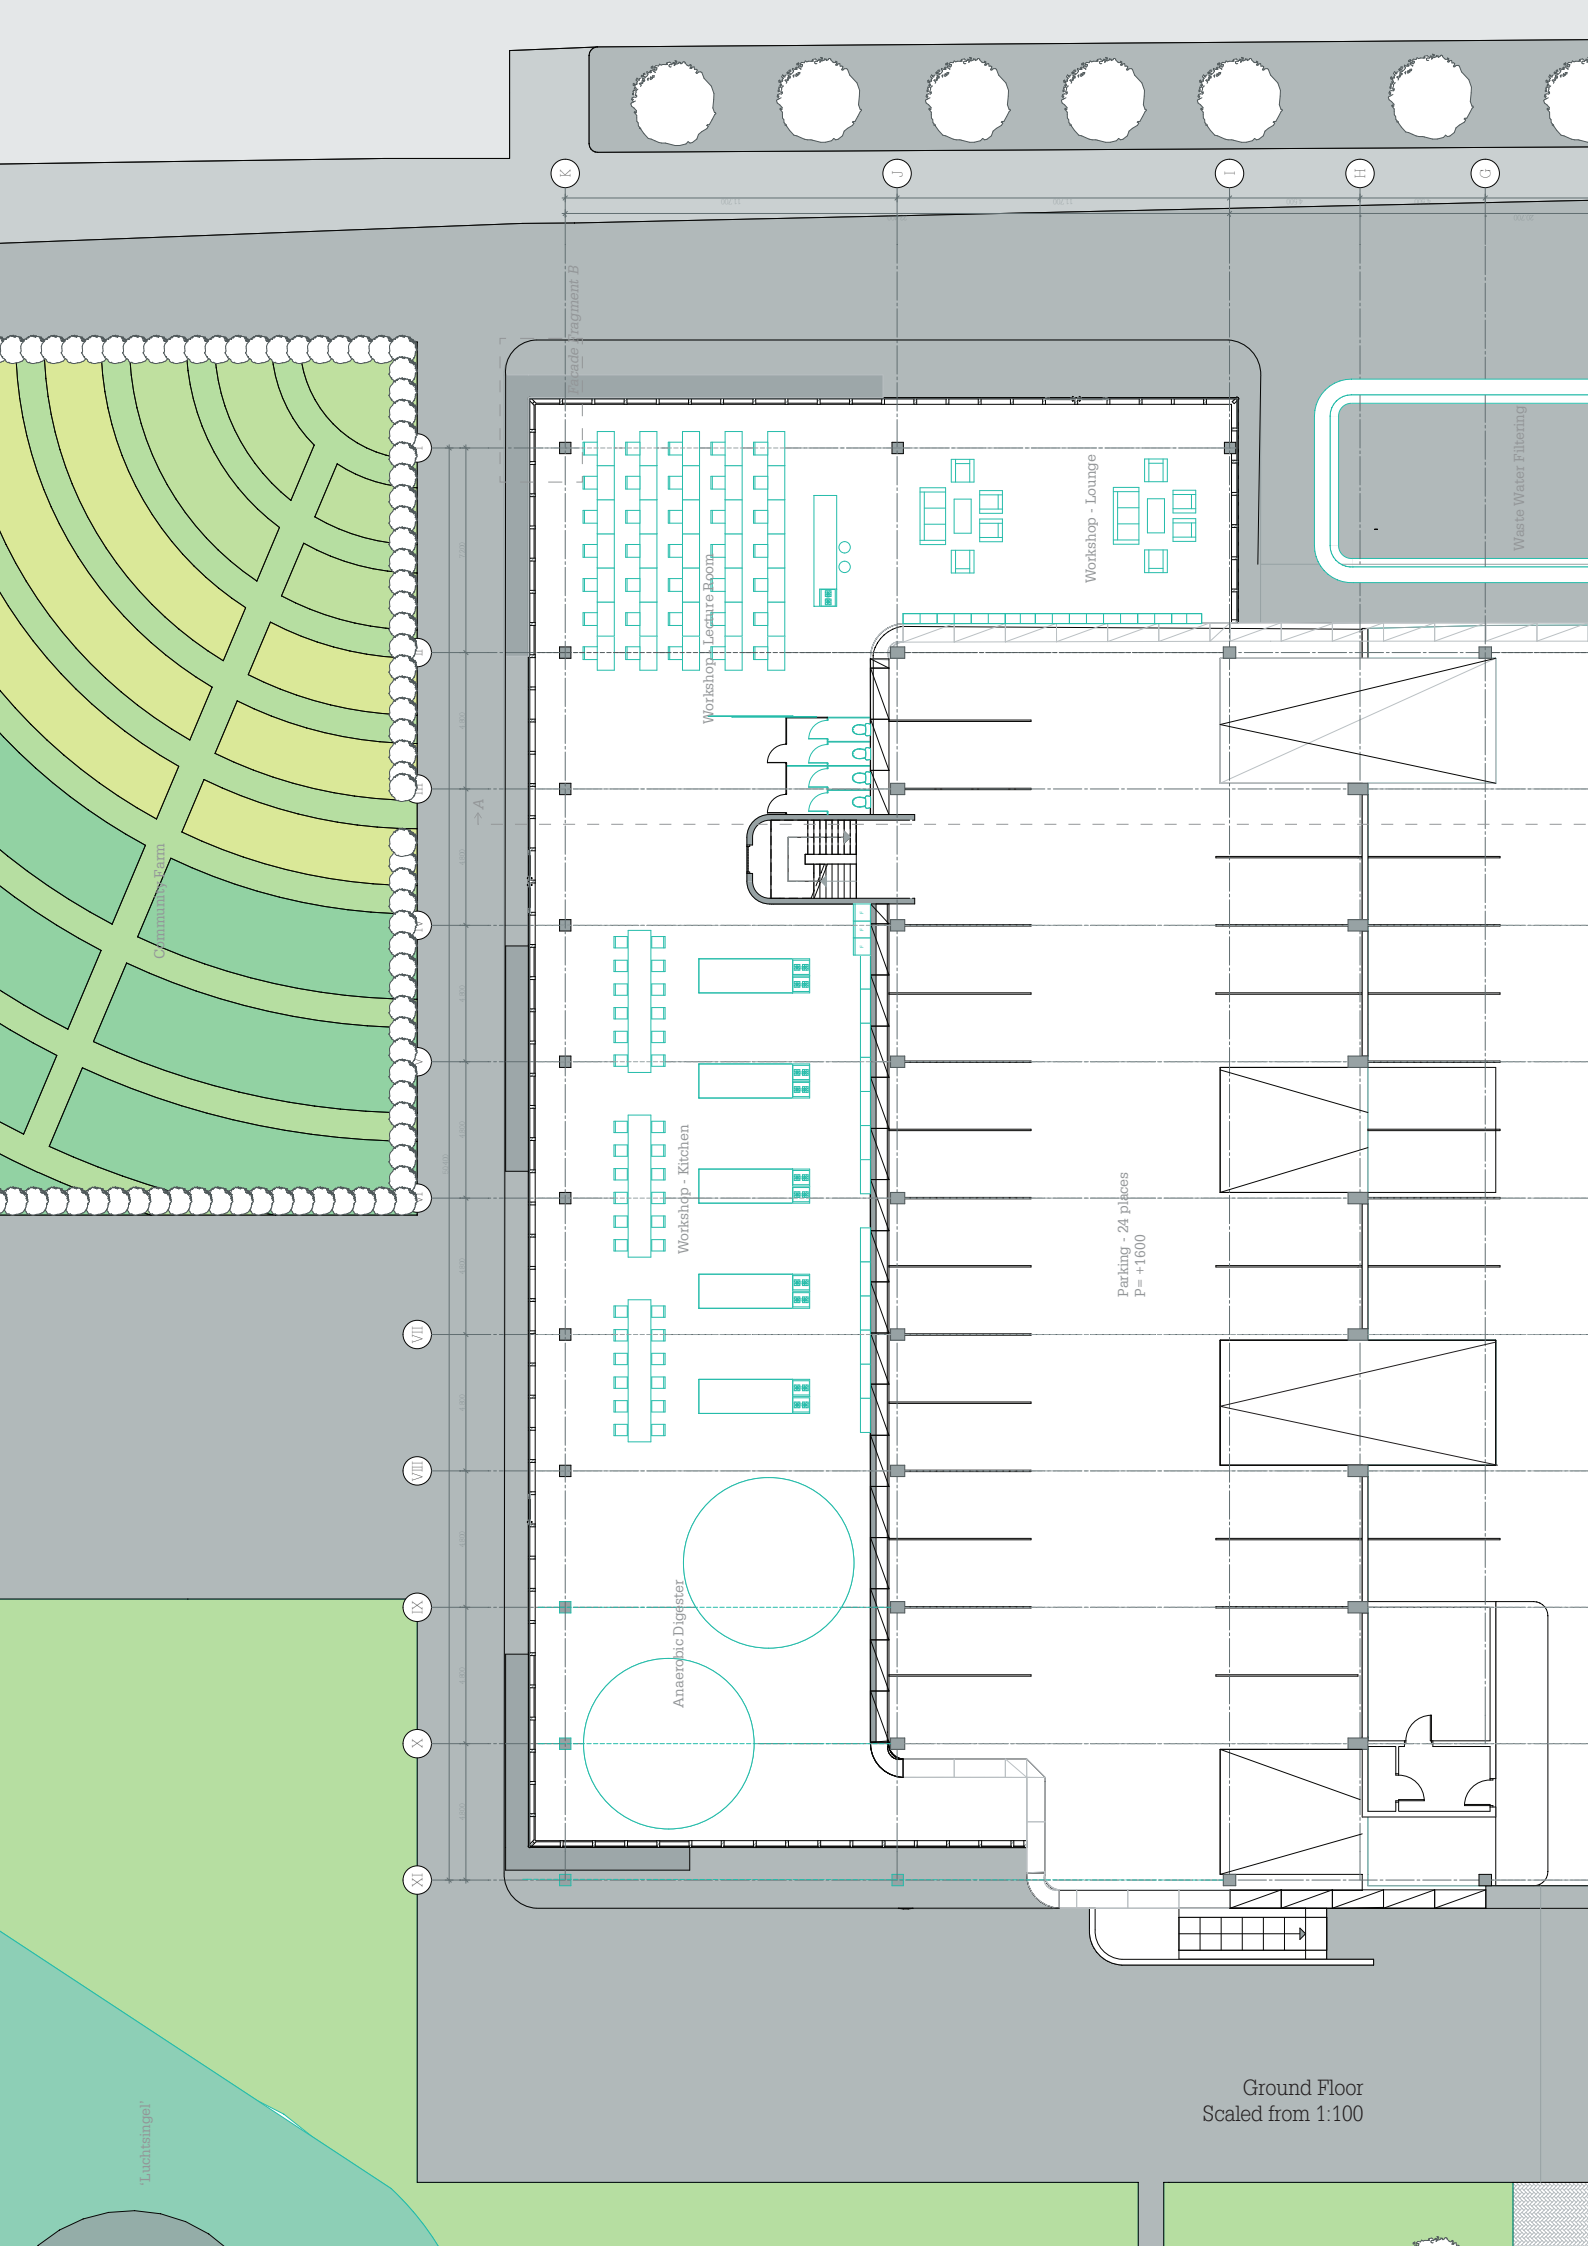 K
J
I
H
G
Facade Fragment B
Waste Water Filtering
Workshop - Lounge
Workshop - Lecture Room
A
Community Farm
Workshop - Kitchen
Parking - 24 places
P= +1600
VII
VIII
Anaerobic Digester
IX
X
XI
Ground Floor
Scaled from 1:100
'Luchtsingel'